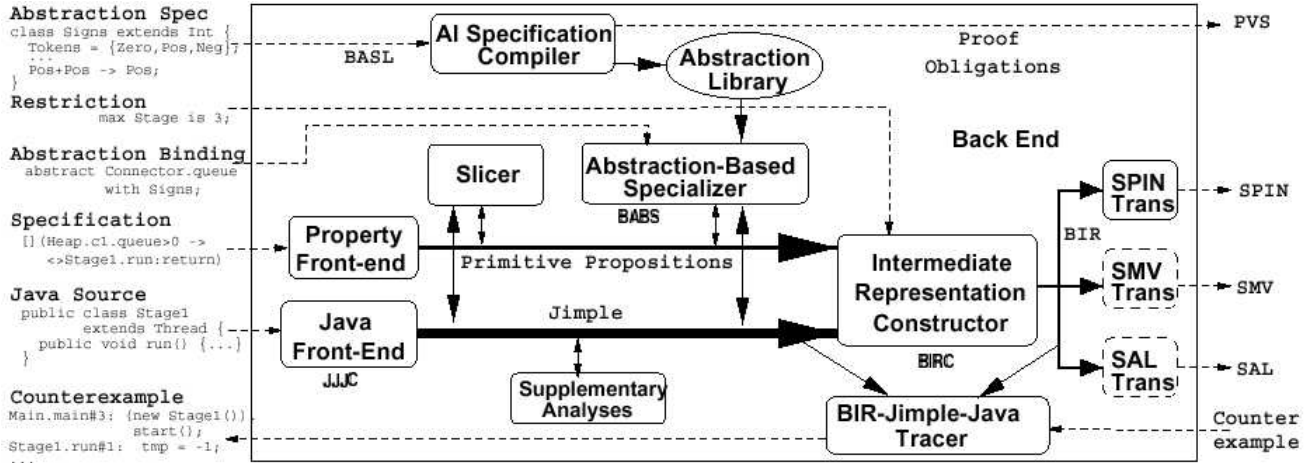 Abstraction Spec
class Signs extends Int {
Tokens = {Zero,Pos,Neg};
...
Pos+Pos -> Pos;
}
Restriction
max Stage is 3;
Abstraction Binding
abstract Connector.queue
with Signs;
Specification
[](Heap.c1.queue>0 ->
<>Stage1.run:return)
Java Source
public class Stage1
extends Thread {
public void run() {...}
}
Counterexample
Main.main#3: {new Stage1()).
start();
Stage1.run#1: tmp = -1;
...
BASL
AI Specification
Compiler
Abstraction
Library
Proof
Obligations
PVS
Back End
Slicer
Abstraction-Based
Specializer
BABS
Property
Front-end
Primitive Propositions
Java
Front-End
JJJC
Jimple
Supplementary
Analyses
Intermediate
Representation
Constructor
BIRC
BIR
SPIN
Trans
SPIN
SMV
Trans
SMV
SAL
Trans
SAL
BIR-Jimple-Java
Tracer
Counter
example